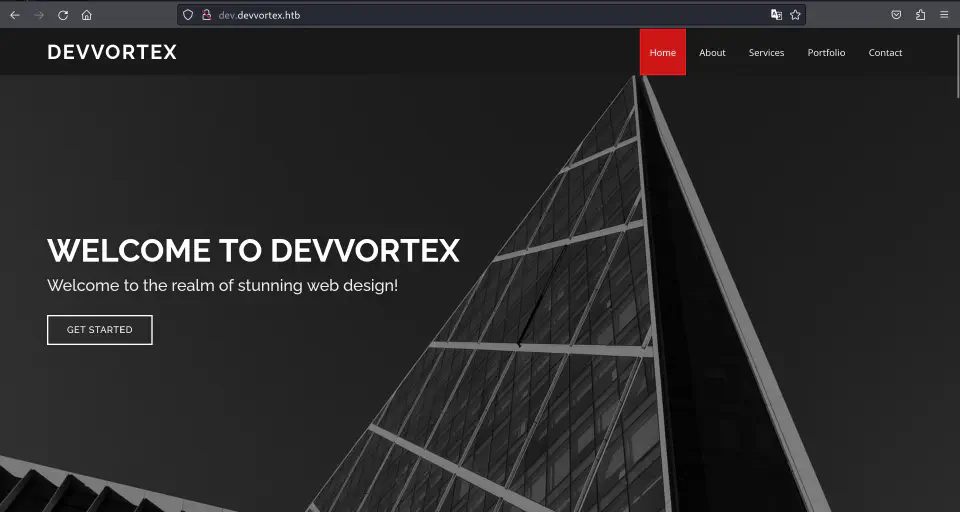 dev.devvortex.htb
DEVVORTEX
Home About Services Portfolio Contact
WELCOME TO DEVVORTEX
Welcome to the realm of stunning web design!
GET STARTED